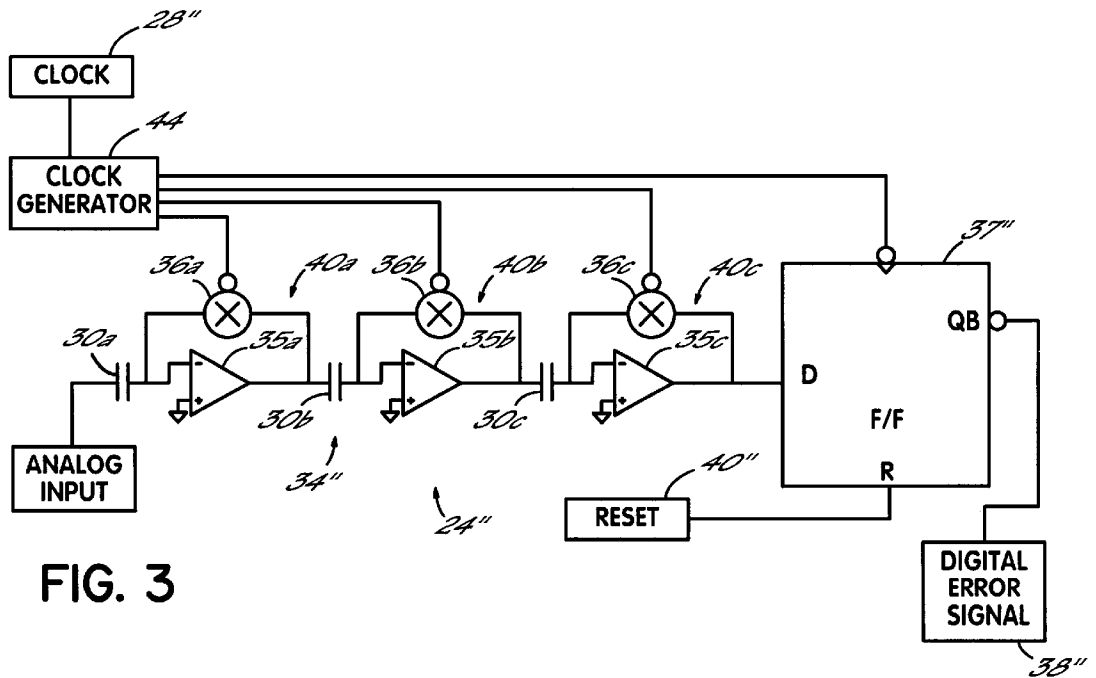 28"
CLOCK
44
CLOCK
GENERATOR
36a
40a
36b
40b
36c
40c
37"
30a
35a
35b
35c
QB
D
F/F
R
30b
30c
34"
24"
ANALOG
INPUT
40"
RESET
DIGITAL
ERROR
SIGNAL
38"
FIG. 3